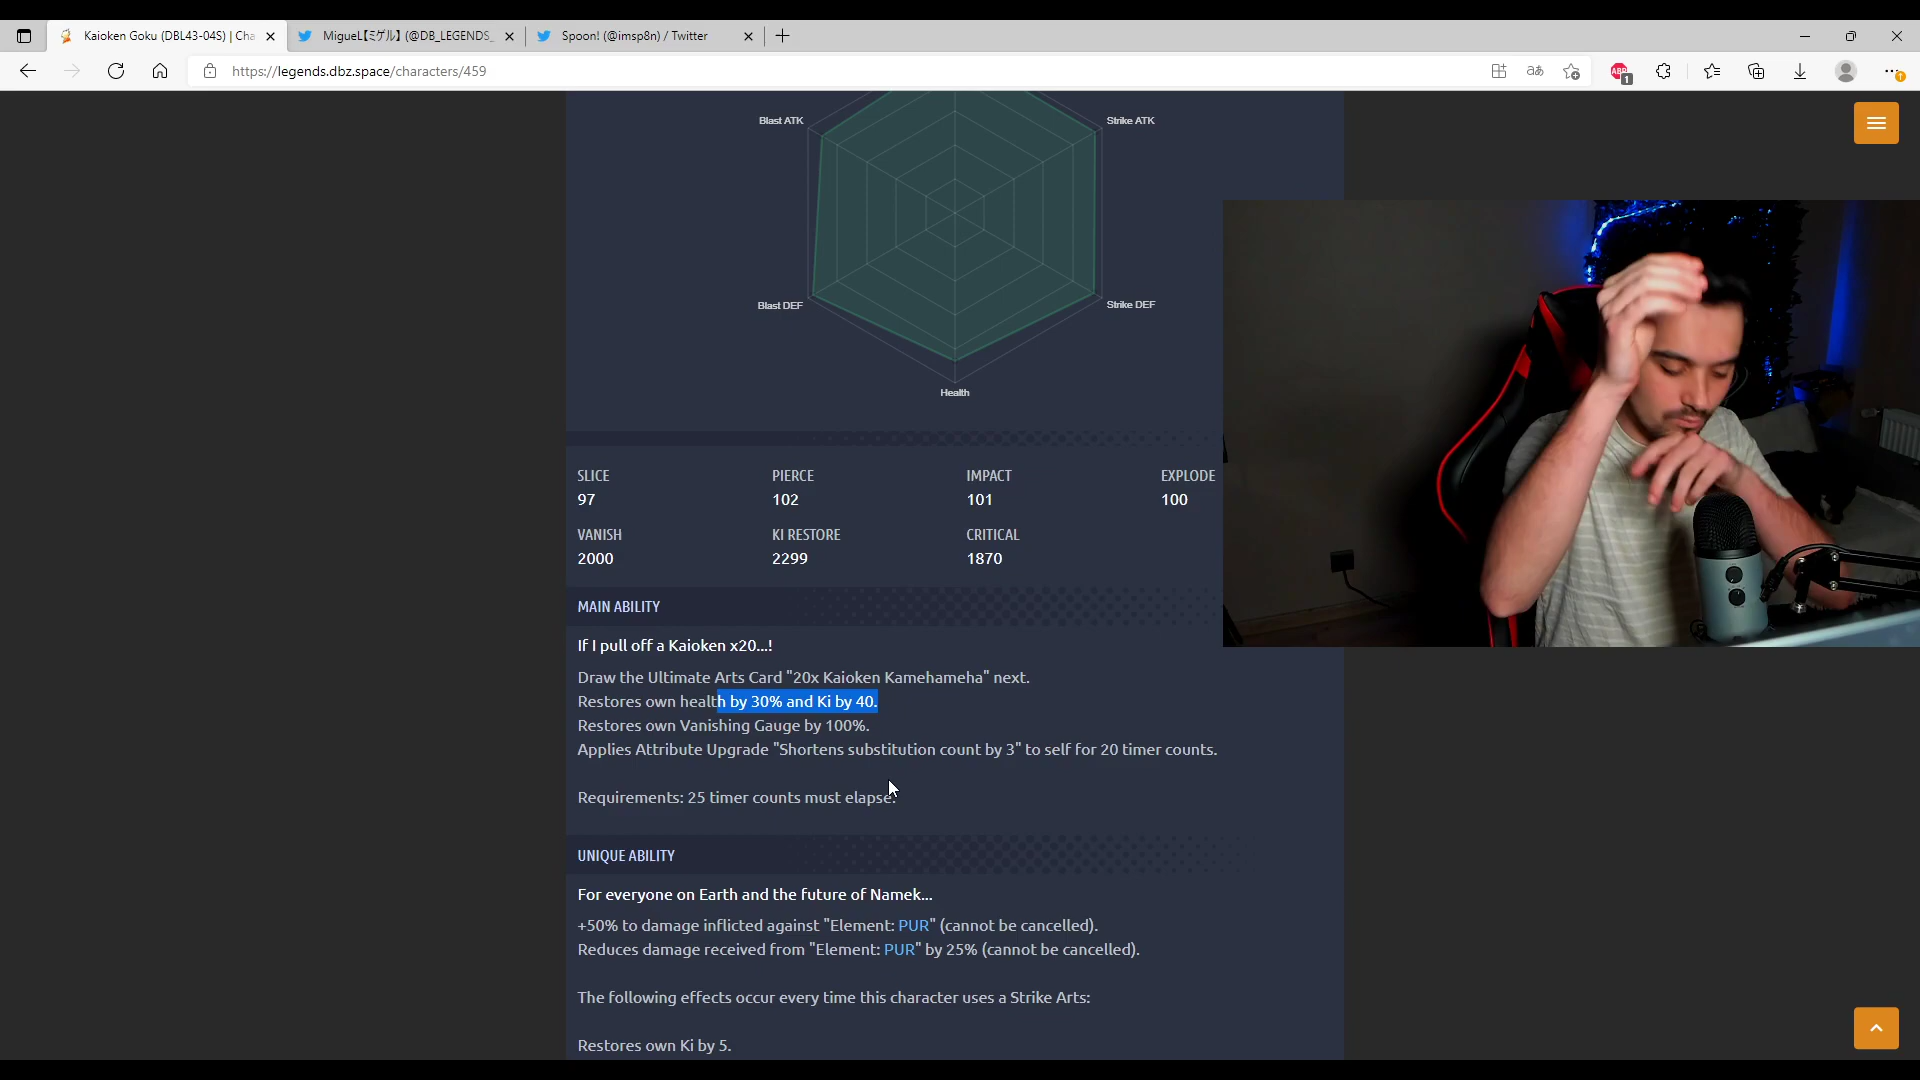 Kaioken Goku (DBL43-04S) | Cha
MigueL【ミゲル】 (@DB_LEGENDS_
Spoon! (@imsp8n) / Twitter
https://legends.dbz.space/characters/459
aあ
ABP
1
Blast ATK
Strike ATK
Blast DEF
Strike DEF
Health
SLICE
PIERCE
IMPACT
EXPLODE
97
102
101
100
VANISH
KI RESTORE
CRITICAL
2000
2299
1870
MAIN ABILITY
If I pull off a Kaioken x20...!
Draw the Ultimate Arts Card "20x Kaioken Kamehameha" next.
Restores own health by 30% and Ki by 40.
Restores own Vanishing Gauge by 100%.
Applies Attribute Upgrade "Shortens substitution count by 3" to self for 20 timer counts.
Requirements: 25 timer counts must elapse.
UNIQUE ABILITY
For everyone on Earth and the future of Namek...
+50% to damage inflicted against "Element: PUR" (cannot be cancelled).
Reduces damage received from "Element: PUR" by 25% (cannot be cancelled).
The following effects occur every time this character uses a Strike Arts:
Restores own Ki by 5.